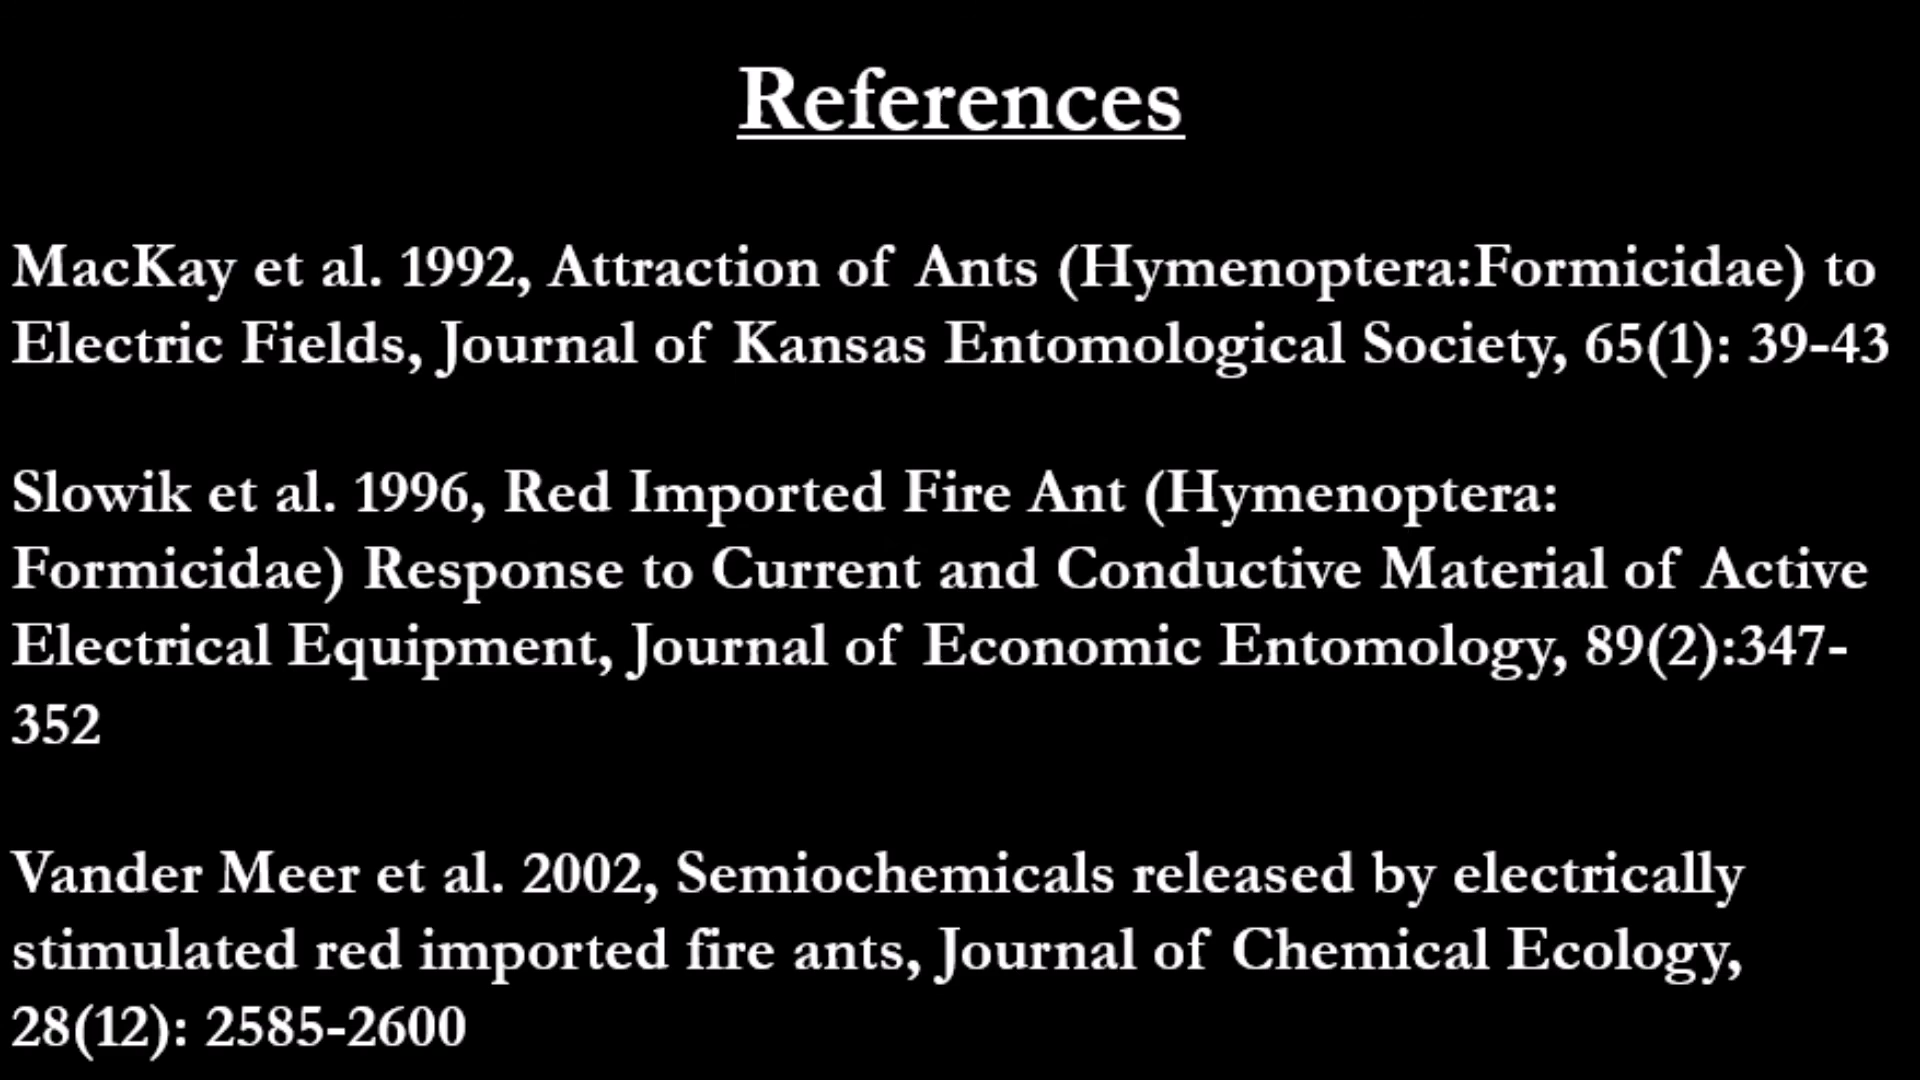 References
MacKay et al. 1992, Attraction of Ants (Hymenoptera:Formicidae) to
Electric Fields, Journal of Kansas Entomological Society, 65(1): 39-43
Slowik et al. 1996, Red Imported Fire Ant (Hymenoptera:
Formicidae) Response to Current and Conductive Material of Active
Electrical Equipment, Journal of Economic Entomology, 89(2):347-
352
Vander Meer et al. 2002, Semiochemicals released by electrically
stimulated red imported fire ants, Journal of Chemical Ecology,
28(12): 2585-2600